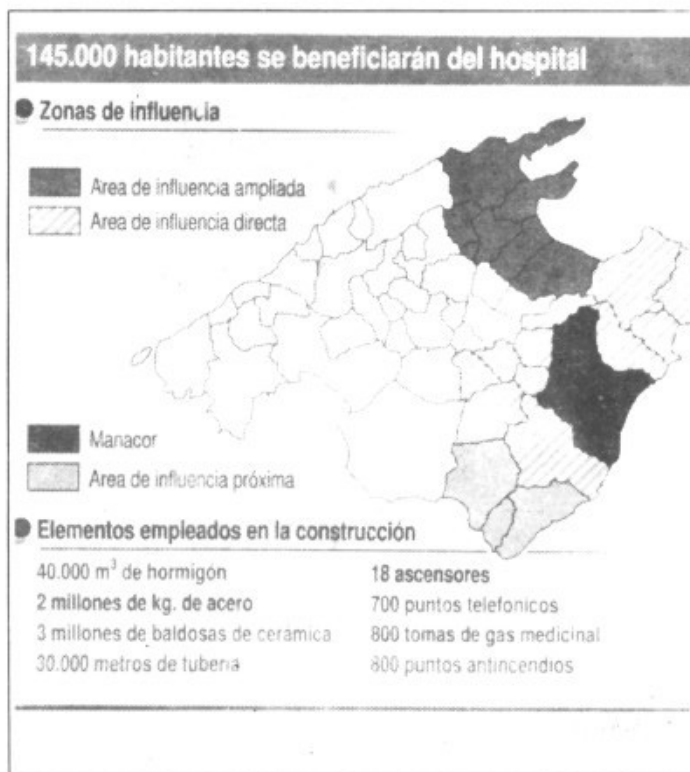 145.000 habitantes se beneficiarán del hospital
Zonas de influencia
Area de influencia ampliada
Area de influencia directa
Manacor
Area de influencia próxima
Elementos empleados en la construcción
40.000 m³ de hormigón
2 millones de kg. de acero
3 millones de baldosas de ceramica
30.000 metros de tuberia
18 ascensores
700 puntos telefonicos
800 tomas de gas medicinal
800 puntos antincendios